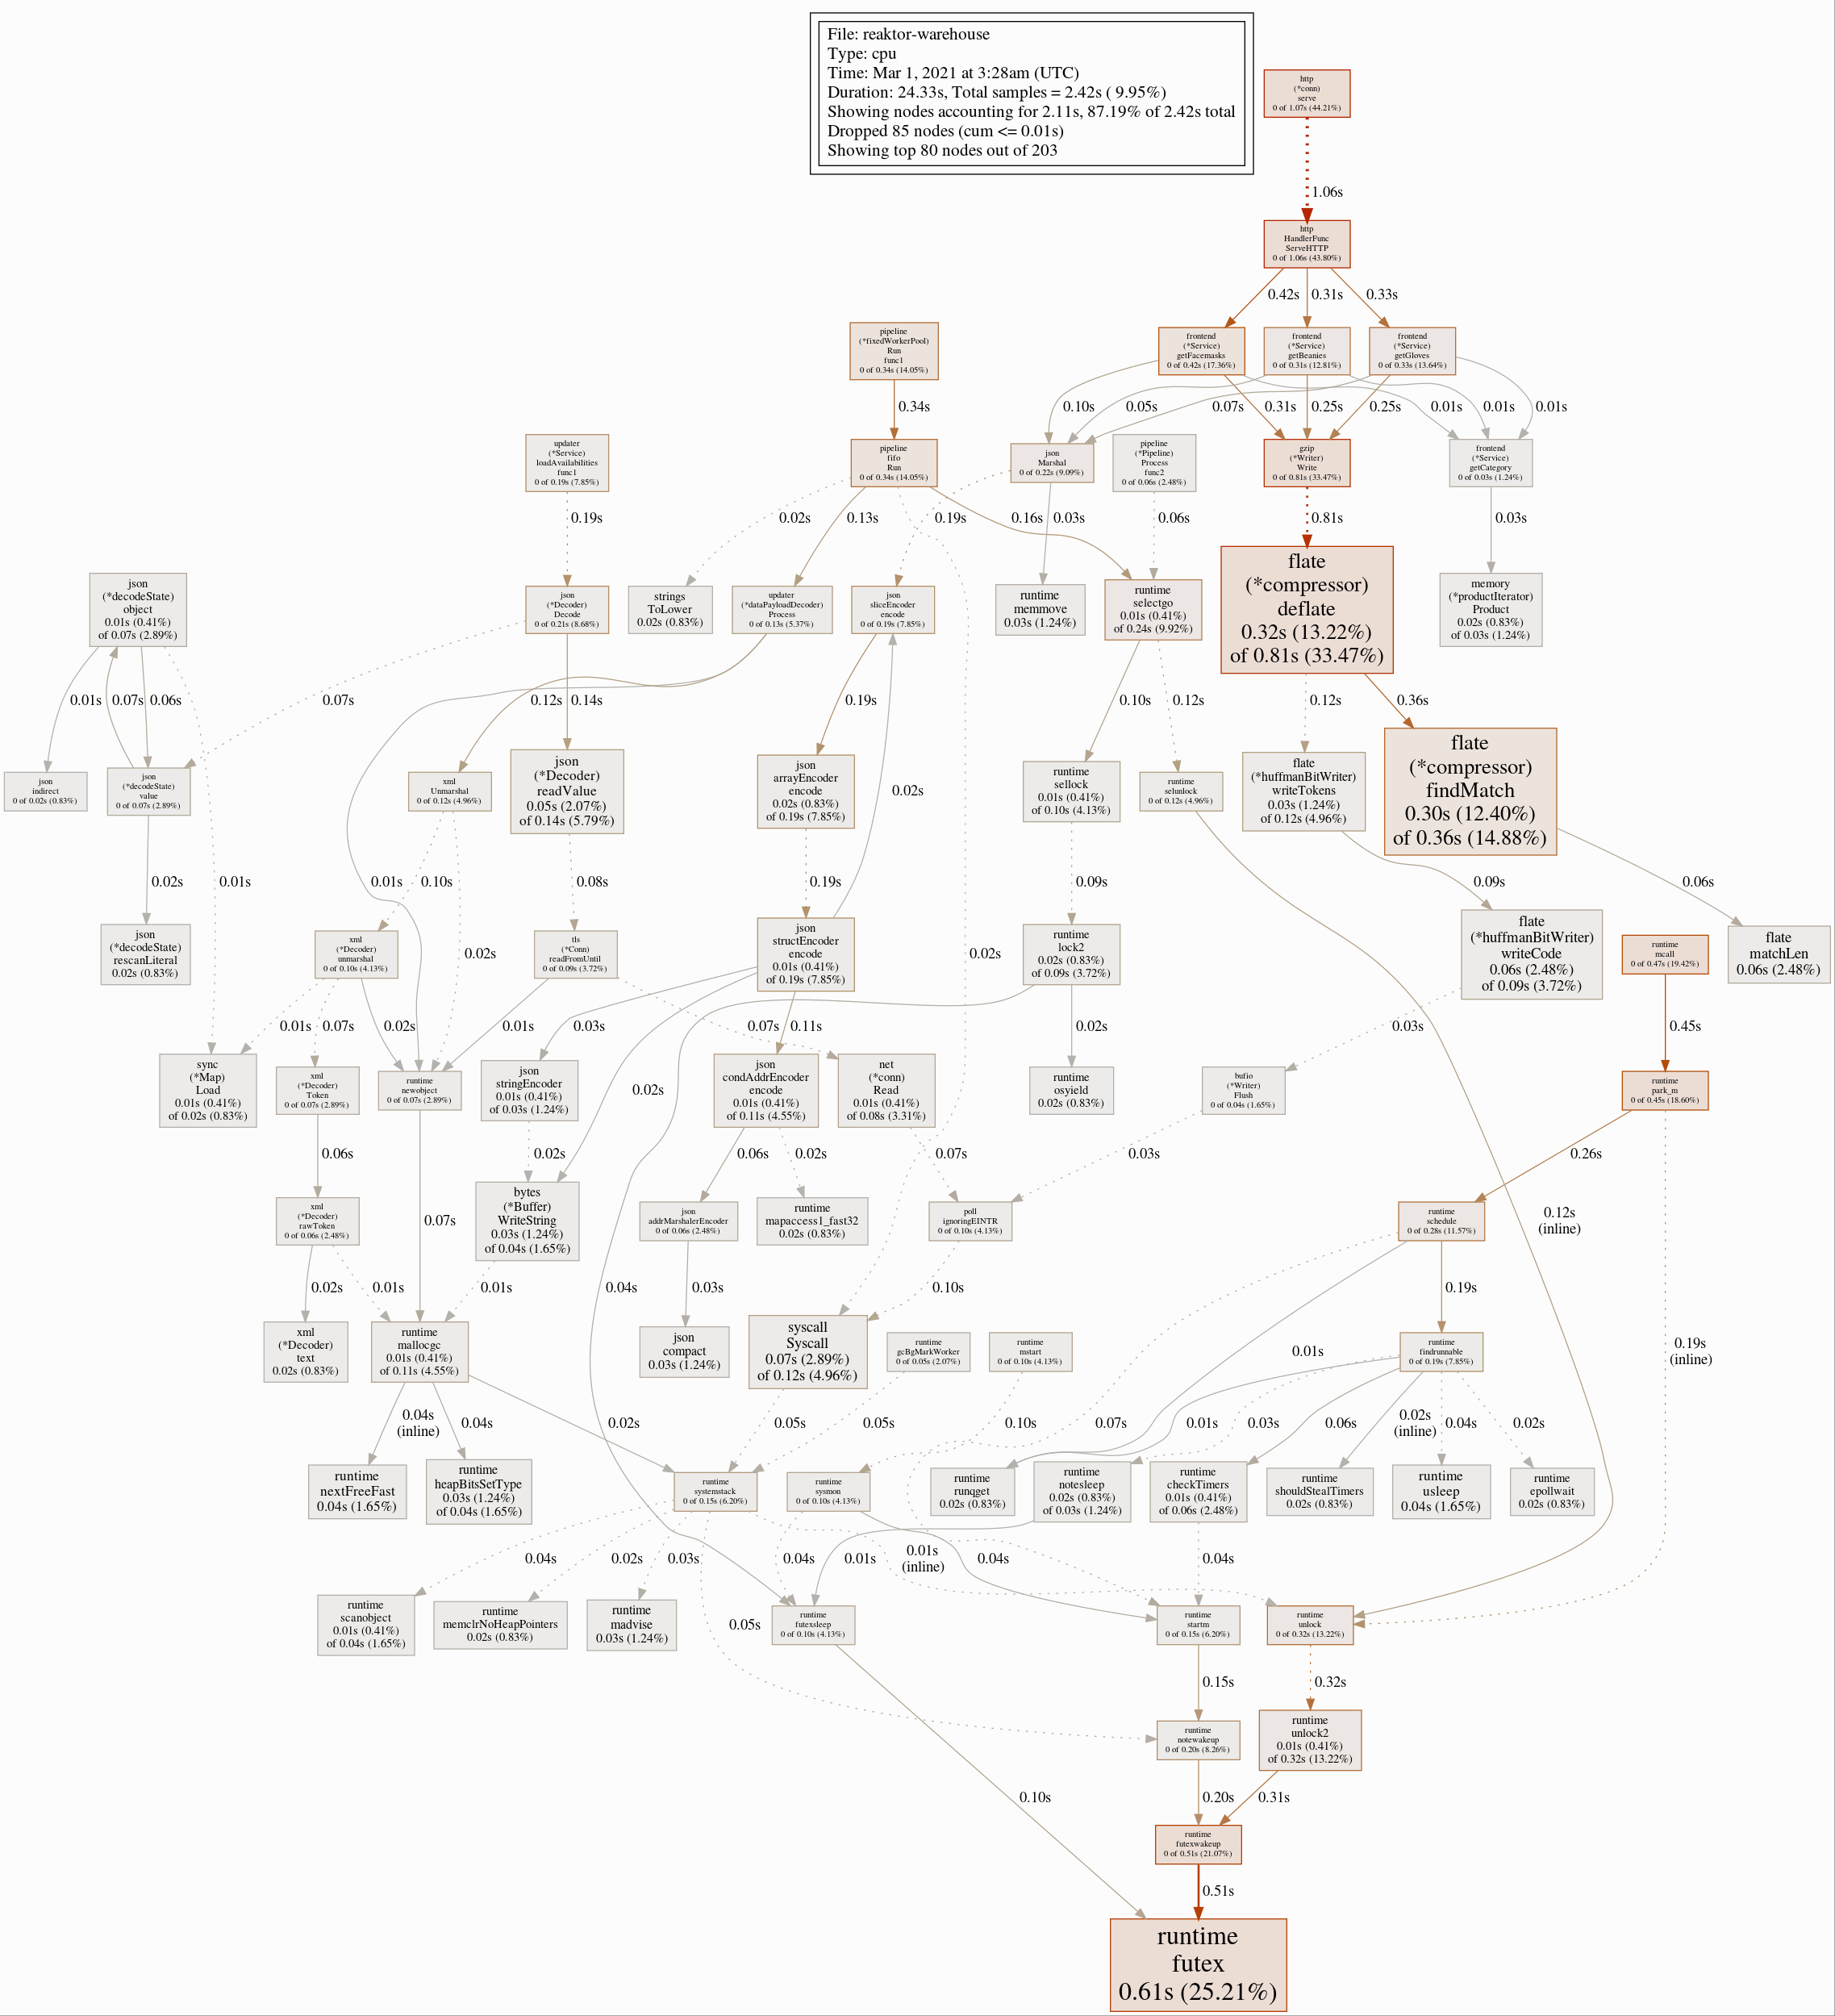 File: reaktor-warehouse
Type: cpu
Time: Mar 1, 2021 at 3:28am (UTC)
Duration: 24.33s, Total samples = 2.42s ( 9.95%)
Showing nodes accounting for 2.11s, 87.19% of 2.42s total
Dropped 85 nodes (cum <= 0.01s)
Showing top 80 nodes out of 203
http
(*conn)
serve
0 of 1.07s (44.21%)
1.06s
http
HandlerFunc
ServeHTTP
0 of 1.06s (43.80%)
0.42s
0.31s
0.33s
pipeline
(*fixedWorkerPool)
Run
func1
0 of 0.34s (14.05%)
frontend
(*Service)
getFacemasks
0 of 0.42s (17.36%)
frontend
(*Service)
getBeanies
0 of 0.31s (12.81%)
frontend
(*Service)
getGloves
0 of 0.33s (13.64%)
0.34s
0.10s
0.05s
0.07s
0.31s
0.25s
0.25s
0.01s
0.01s
0.01s
updater
(*Service)
loadAvailabilities
func1
0 of 0.19s (7.85%)
pipeline
fifo
Run
0 of 0.34s (14.05%)
json
Marshal
0 of 0.22s (9.09%)
pipeline
(*Pipeline)
Process
func2
0 of 0.06s (2.48%)
gzip
(*Writer)
Write
0 of 0.81s (33.47%)
frontend
(*Service)
getCategory
0 of 0.03s (1.24%)
0.19s
0.02s
0.13s
0.19s
0.16s
0.03s
0.06s
0.81s
0.03s
json
(*decodeState)
object
0.01s (0.41%)
of 0.07s (2.89%)
json
(*Decoder)
Decode
0 of 0.21s (8.68%)
strings
ToLower
0.02s (0.83%)
updater
(*dataPayloadDecoder)
Process
0 of 0.13s (5.37%)
json
sliceEncoder
encode
0 of 0.19s (7.85%)
runtime
memmove
0.03s (1.24%)
runtime
selectgo
0.01s (0.41%)
of 0.24s (9.92%)
flate
(*compressor)
deflate
0.32s (13.22%)
of 0.81s (33.47%)
memory
(*productIterator)
Product
0.02s (0.83%)
of 0.03s (1.24%)
0.01s
0.07s
0.06s
0.07s
0.12s
0.14s
0.19s
0.10s
0.12s
0.12s
0.36s
json
indirect
0 of 0.02s (0.83%)
json
(*decodeState)
value
0 of 0.07s (2.89%)
xml
Unmarshal
0 of 0.12s (4.96%)
json
(*Decoder)
readValue
0.05s (2.07%)
of 0.14s (5.79%)
json
arrayEncoder
encode
0.02s (0.83%)
of 0.19s (7.85%)
0.02s
runtime
sellock
0.01s (0.41%)
of 0.10s (4.13%)
runtime
selunlock
0 of 0.12s (4.96%)
flate
(*huffmanBitWriter)
writeTokens
0.03s (1.24%)
of 0.12s (4.96%)
flate
(*compressor)
findMatch
0.30s (12.40%)
of 0.36s (14.88%)
0.02s
0.01s
0.01s
0.10s
0.08s
0.19s
0.09s
0.09s
0.06s
json
(*decodeState)
rescanLiteral
0.02s (0.83%)
xml
(*Decoder)
unmarshal
0 of 0.10s (4.13%)
0.02s
tls
(*Conn)
readFromUntil
0 of 0.09s (3.72%)
json
structEncoder
encode
0.01s (0.41%)
of 0.19s (7.85%)
0.02s
runtime
lock2
0.02s (0.83%)
of 0.09s (3.72%)
flate
(*huffmanBitWriter)
writeCode
0.06s (2.48%)
of 0.09s (3.72%)
runtime
mcall
0 of 0.47s (19.42%)
flate
matchLen
0.06s (2.48%)
0.01s
0.07s
0.02s
0.01s
0.03s
0.07s
0.11s
0.02s
0.03s
0.45s
sync
(*Map)
Load
0.01s (0.41%)
of 0.02s (0.83%)
xml
(*Decoder)
Token
0 of 0.07s (2.89%)
runtime
newobject
0 of 0.07s (2.89%)
json
stringEncoder
0.01s (0.41%)
of 0.03s (1.24%)
0.02s
json
condAddrEncoder
encode
0.01s (0.41%)
of 0.11s (4.55%)
net
(*conn)
Read
0.01s (0.41%)
of 0.08s (3.31%)
runtime
osyield
0.02s (0.83%)
bufio
(*Writer)
Flush
0 of 0.04s (1.65%)
runtime
park_m
0 of 0.45s (18.60%)
0.06s
0.02s
0.06s
0.02s
0.07s
0.03s
0.26s
xml
(*Decoder)
rawToken
0 of 0.06s (2.48%)
0.07s
bytes
(*Buffer)
WriteString
0.03s (1.24%)
of 0.04s (1.65%)
json
addrMarshalerEncoder
0 of 0.06s (2.48%)
runtime
mapaccess1_fast32
0.02s (0.83%)
poll
ignoringEINTR
0 of 0.10s (4.13%)
runtime
schedule
0 of 0.28s (11.57%)
0.12s
(inline)
0.02s
0.01s
0.01s
0.04s
0.03s
0.10s
0.19s
xml
(*Decoder)
text
0.02s (0.83%)
runtime
mallocgc
0.01s (0.41%)
of 0.11s (4.55%)
json
compact
0.03s (1.24%)
syscall
Syscall
0.07s (2.89%)
of 0.12s (4.96%)
runtime
gcBgMarkWorker
0 of 0.05s (2.07%)
runtime
mstart
0 of 0.10s (4.13%)
0.01s
runtime
findrunnable
0 of 0.19s (7.85%)
0.19s
(inline)
0.04s
(inline)
0.04s
0.02s
0.05s
0.05s
0.10s
0.07s
0.01s
0.03s
0.06s
0.02s
(inline)
0.04s
0.02s
runtime
nextFreeFast
0.04s (1.65%)
runtime
heapBitsSetType
0.03s (1.24%)
of 0.04s (1.65%)
runtime
systemstack
0 of 0.15s (6.20%)
runtime
sysmon
0 of 0.10s (4.13%)
runtime
runqget
0.02s (0.83%)
runtime
notesleep
0.02s (0.83%)
of 0.03s (1.24%)
runtime
checkTimers
0.01s (0.41%)
of 0.06s (2.48%)
runtime
shouldStealTimers
0.02s (0.83%)
runtime
usleep
0.04s (1.65%)
runtime
epollwait
0.02s (0.83%)
0.04s
0.02s
0.03s
0.04s
0.01s
0.01s
(inline)
0.04s
0.04s
runtime
scanobject
0.01s (0.41%)
of 0.04s (1.65%)
runtime
memclrNoHeapPointers
0.02s (0.83%)
runtime
madvise
0.03s (1.24%)
0.05s
runtime
futexsleep
0 of 0.10s (4.13%)
runtime
startm
0 of 0.15s (6.20%)
runtime
unlock
0 of 0.32s (13.22%)
0.15s
0.32s
runtime
notewakeup
0 of 0.20s (8.26%)
runtime
unlock2
0.01s (0.41%)
of 0.32s (13.22%)
0.10s
0.20s
0.31s
runtime
futexwakeup
0 of 0.51s (21.07%)
0.51s
runtime
futex
0.61s (25.21%)